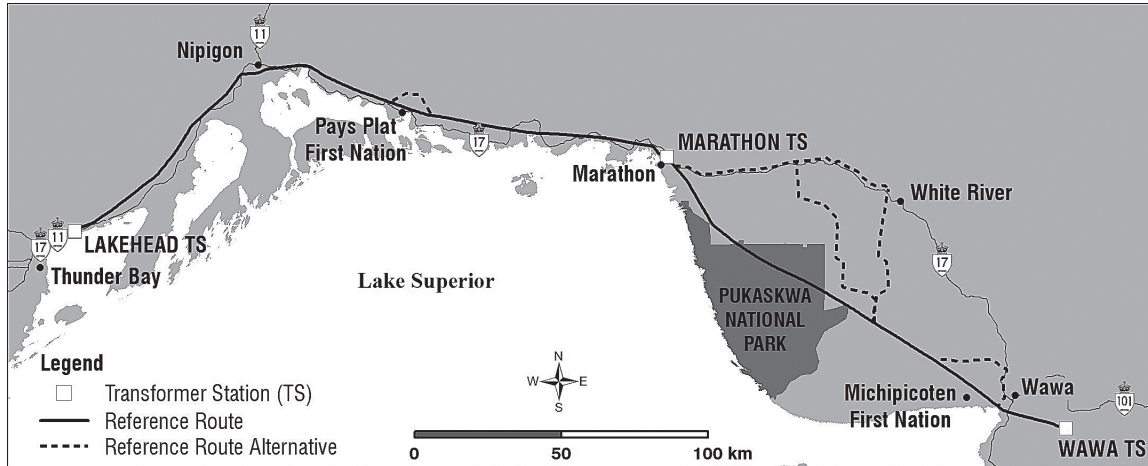 11
Nipigon
Pays Plat
First Nation
17
MARATHON TS
Marathon
White River
17
11
LAKEHEAD TS
17
Thunder Bay
Lake Superior
PUKASKWA
NATIONAL
PARK
Legend
Transformer Station (TS)
Reference Route
Reference Route Alternative
N
W
E
S
0
50
100 km
Michipicoten
First Nation
Wawa
101
WAWA TS